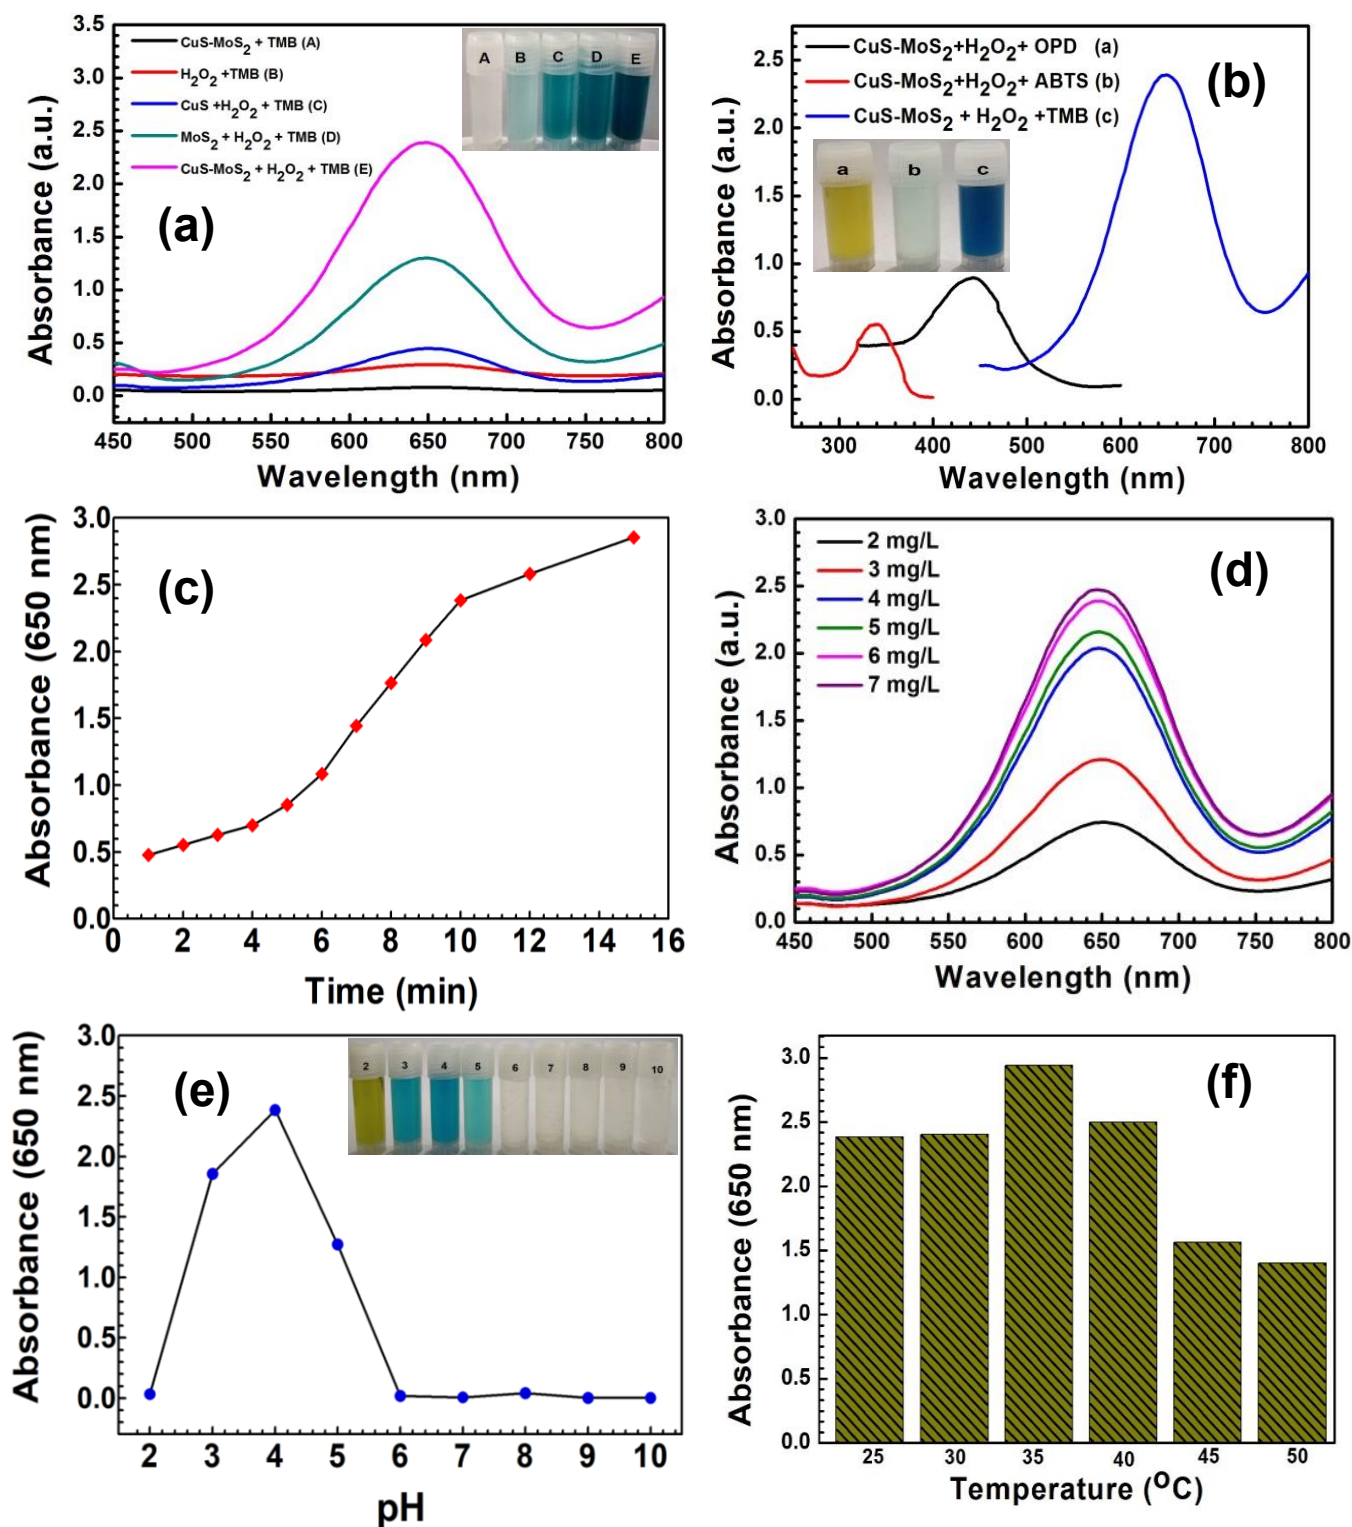 CuS-MoS2 + TMB (A)
H2O2 +TMB (B)
CuS +H2O2 + TMB (C)
MoS2 + H2O2 + TMB (D)
CuS-MoS2 + H2O2 + TMB (E)
A B C D E
(a)
3.5
3.0
2.5
2.0
1.5
1.0
0.5
0.0
Absorbance (a.u.)
450 500 550 600 650 700 750 800
Wavelength (nm)
CuS-MoS2+H2O2+ OPD (a)
CuS-MoS2+H2O2+ ABTS (b)
CuS-MoS2 + H2O2 +TMB (c)
a b c
(b)
2.5
2.0
1.5
1.0
0.5
0.0
Absorbance (a.u.)
300 400 500 600 700 800
Wavelength (nm)
(c)
3.0
2.5
2.0
1.5
1.0
0.5
0.0
Absorbance (650 nm)
0 2 4 6 8 10 12 14 16
Time (min)
2 mg/L
3 mg/L
4 mg/L
5 mg/L
6 mg/L
7 mg/L
(d)
3.0
2.5
2.0
1.5
1.0
0.5
0.0
Absorbance (a.u.)
450 500 550 600 650 700 750 800
Wavelength (nm)
(e)
2 3 4 5 6 7 8 9 10
3.0
2.5
2.0
1.5
1.0
0.5
0.0
Absorbance (650 nm)
2 3 4 5 6 7 8 9 10
pH
(f)
3.0
2.5
2.0
1.5
1.0
0.5
0.0
Absorbance (650 nm)
25 30 35 40 45 50
Temperature (°C)